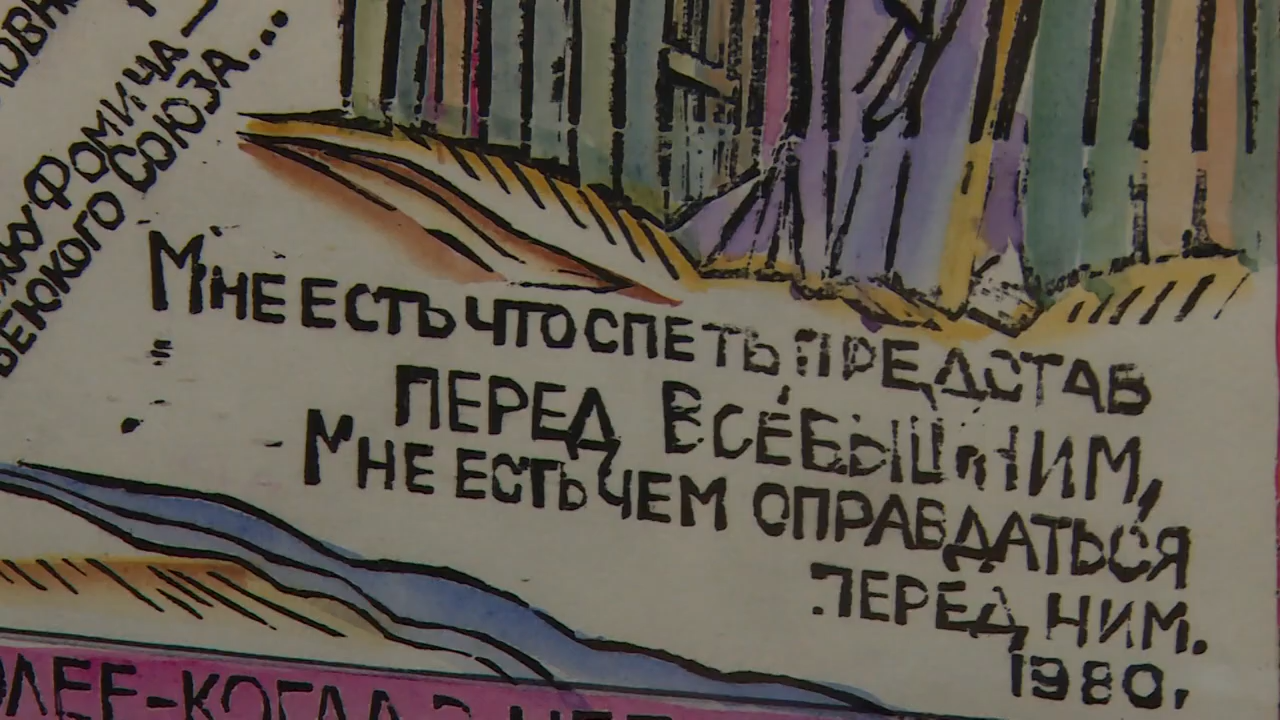 ФОМИЧА —
СОЮЗА...
МНЕ ЕСТЬ ЧТО СПЕТЬ ПРЕДСТАВ
ПЕРЕД ВСЕВЫШНИМ,
МНЕ ЕСТЬ ЧЕМ ОПРАВДАТЬСЯ
ПЕРЕД НИМ.
1980.